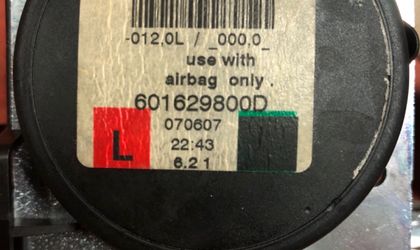 -012,0L / _000,0_
use with
airbag only.
601629800D
070607
L
22:43
6.2 1